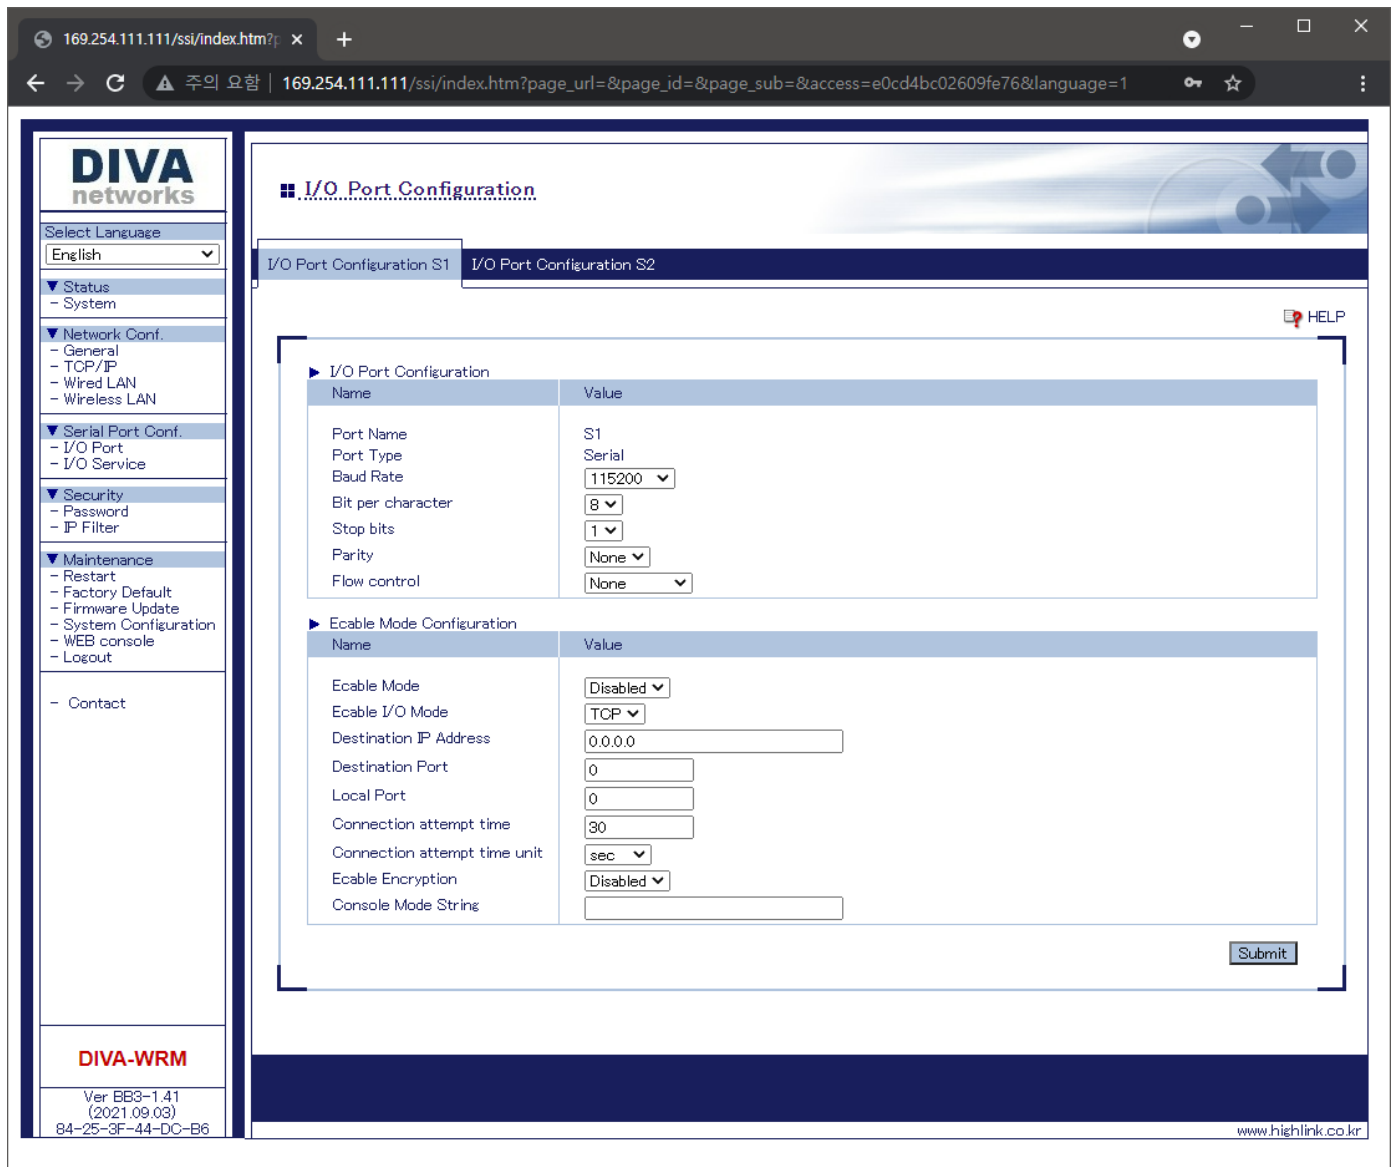 169.254.111.111/ssi/index.htm?p
주의 요함 | 169.254.111.111/ssi/index.htm?page_url=&page_id=&page_sub=&access=e0cd4bc02609fe76&language=1
DIVA
networks
Select Language
English
▼ Status
- System
▼ Network Conf.
- General
- TCP/IP
- Wired LAN
- Wireless LAN
▼ Serial Port Conf.
- I/O Port
- I/O Service
▼ Security
- Password
- IP Filter
▼ Maintenance
- Restart
- Factory Default
- Firmware Update
- System Configuration
- WEB console
- Logout
- Contact
DIVA-WRM
Ver BB3-1.41
(2021.09.03)
84-25-3F-44-DC-B6
I/O Port Configuration
I/O Port Configuration S1 I/O Port Configuration S2
HELP
▶ I/O Port Configuration
Name Value
Port Name S1
Port Type Serial
Baud Rate 115200
Bit per character 8
Stop bits 1
Parity None
Flow control None
▶ Ecable Mode Configuration
Name Value
Ecable Mode Disabled
Ecable I/O Mode TCP
Destination IP Address 0.0.0.0
Destination Port 0
Local Port 0
Connection attempt time 30
Connection attempt time unit sec
Ecable Encryption Disabled
Console Mode String
Submit
www.highlink.co.kr